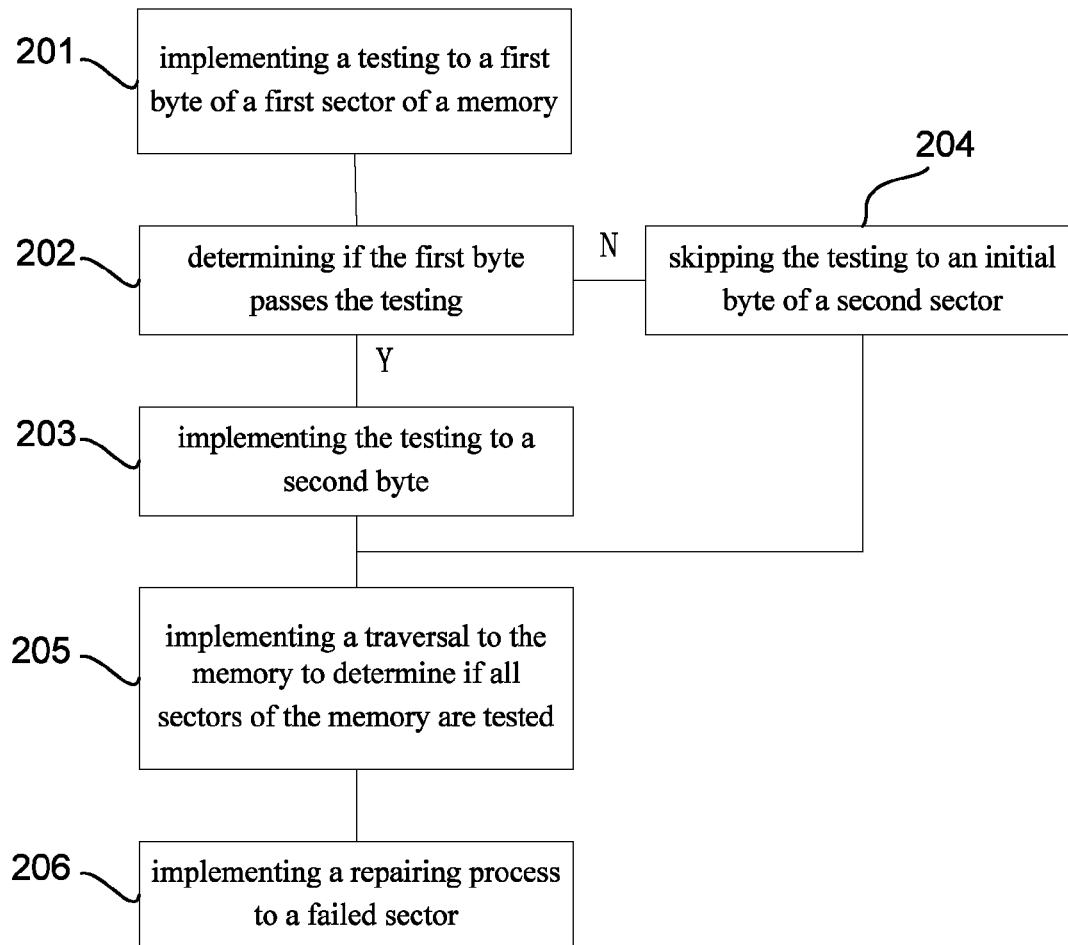 201
implementing a testing to a first
byte of a first sector of a memory
204
202
determining if the first byte
passes the testing
N
skipping the testing to an initial
byte of a second sector
Y
203
implementing the testing to a
second byte
205
implementing a traversal to the
memory to determine if all
sectors of the memory are tested
206
implementing a repairing process
to a failed sector